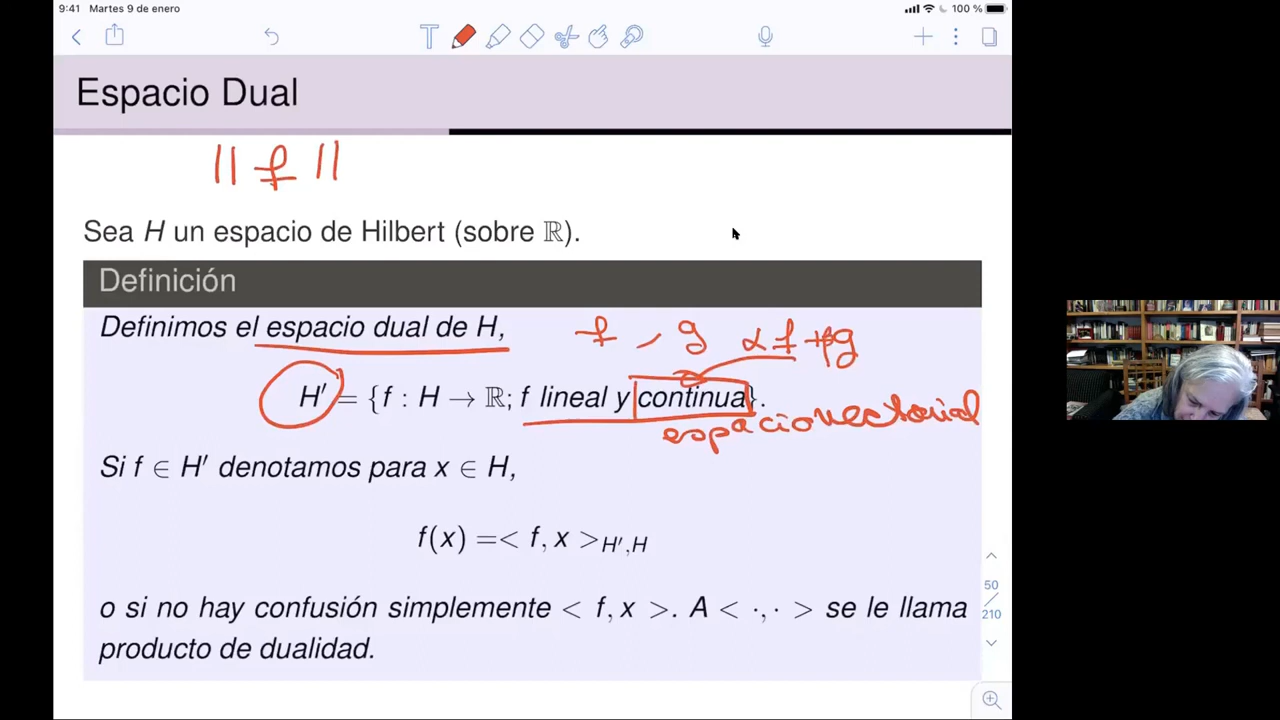 9:41 Martes 9 de enero 100 %
Espacio Dual
|| f ||
Sea H un espacio de Hilbert (sobre ℝ).
Definición
Definimos el espacio dual de H,
f , g αf + βg
H′ = {f : H → ℝ; f lineal y continua}.
espacio vectorial
Si f ∈ H′ denotamos para x ∈ H,
f(x) =< f, x >H′,H
o si no hay confusión simplemente < f, x >. A < ·, · > se le llama
producto de dualidad.
50
210